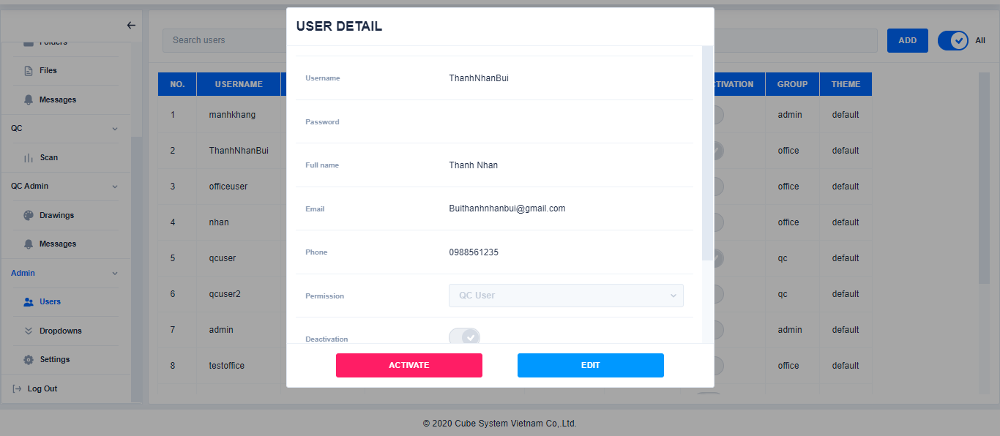 USER DETAIL
Search users
ADD
All
Folders
Files
Messages
QC
Scan
QC Admin
Drawings
Messages
Admin
Users
Dropdowns
Settings
Log Out
NO. USERNAME GROUP THEME
1 manhkhang admin default
2 ThanhNhanBui office default
3 officeuser office default
4 nhan office default
5 qcuser qc default
6 qcuser2 qc default
7 admin admin default
8 testoffice office default
Username ThanhNhanBui
Password
Full name Thanh Nhan
Email Buithanhnhanbui@gmail.com
Phone 0988561235
Permission QC User
Deactivation
ACTIVATE EDIT
© 2020 Cube System Vietnam Co,.Ltd.